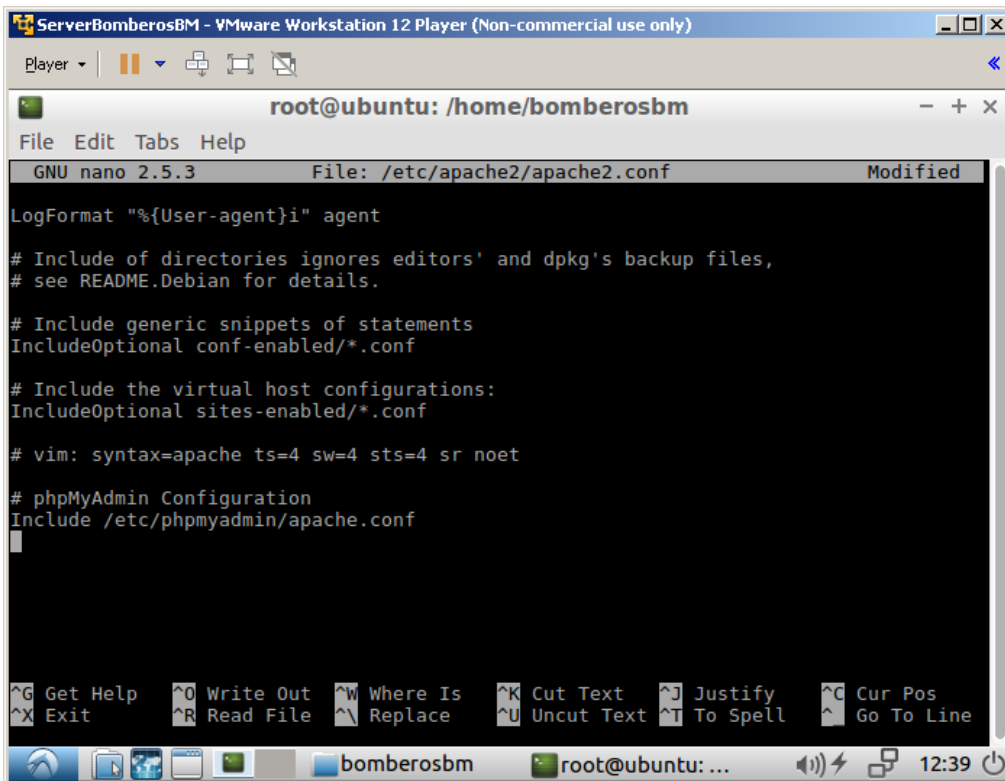 ServerBomberosBM - VMware Workstation 12 Player (Non-commercial use only)
Player
root@ubuntu: /home/bomberosbm
File Edit Tabs Help
GNU nano 2.5.3 File: /etc/apache2/apache2.conf Modified
LogFormat "%{User-agent}i" agent
# Include of directories ignores editors' and dpkg's backup files,
# see README.Debian for details.
# Include generic snippets of statements
IncludeOptional conf-enabled/*.conf
# Include the virtual host configurations:
IncludeOptional sites-enabled/*.conf
# vim: syntax=apache ts=4 sw=4 sts=4 sr noet
# phpMyAdmin Configuration
Include /etc/phpmyadmin/apache.conf
^G Get Help ^O Write Out ^W Where Is ^K Cut Text ^J Justify ^C Cur Pos
^X Exit ^R Read File ^\ Replace ^U Uncut Text ^T To Spell ^_ Go To Line
bomberosbm root@ubuntu: ... 12:39